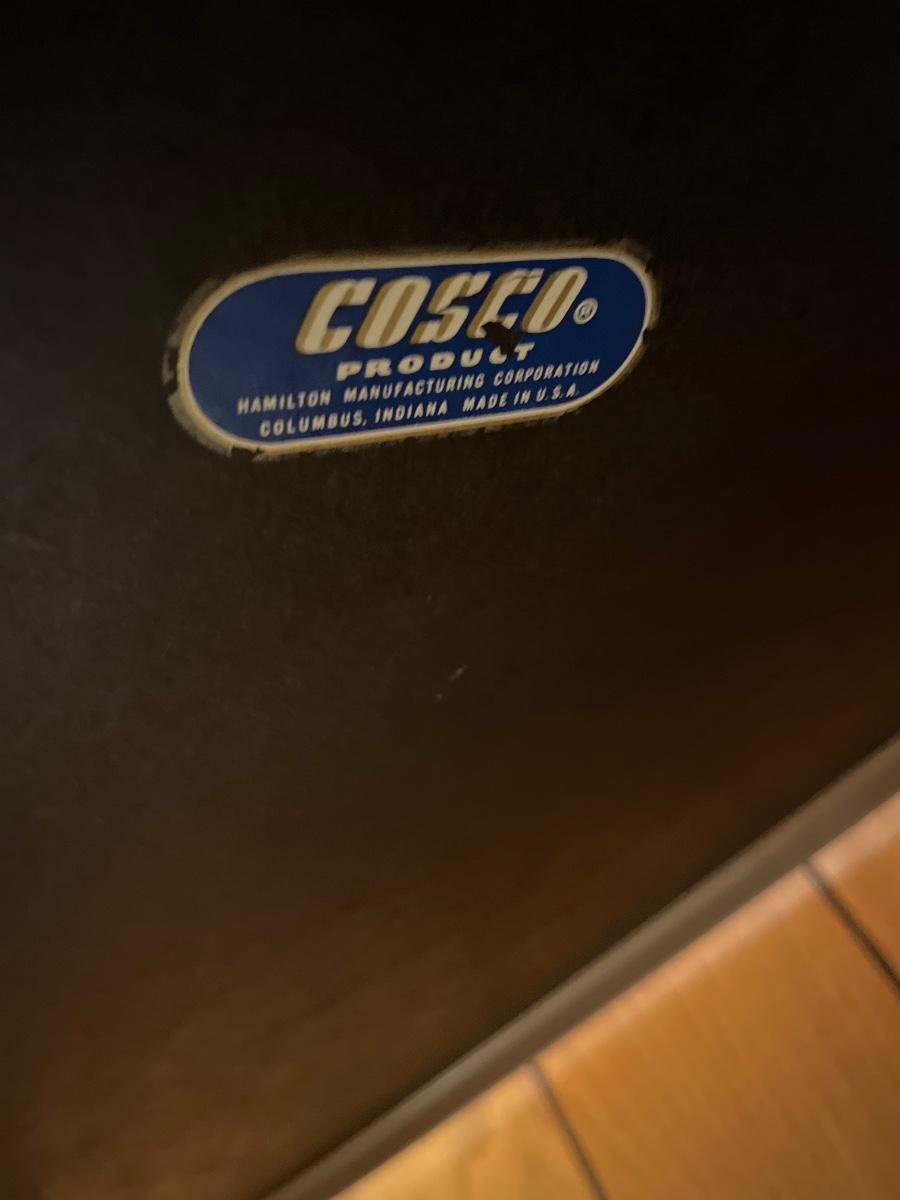 COSCO®
PRODUCT
HAMILTON MANUFACTURING CORPORATION
COLUMBUS, INDIANA MADE IN U.S.A.